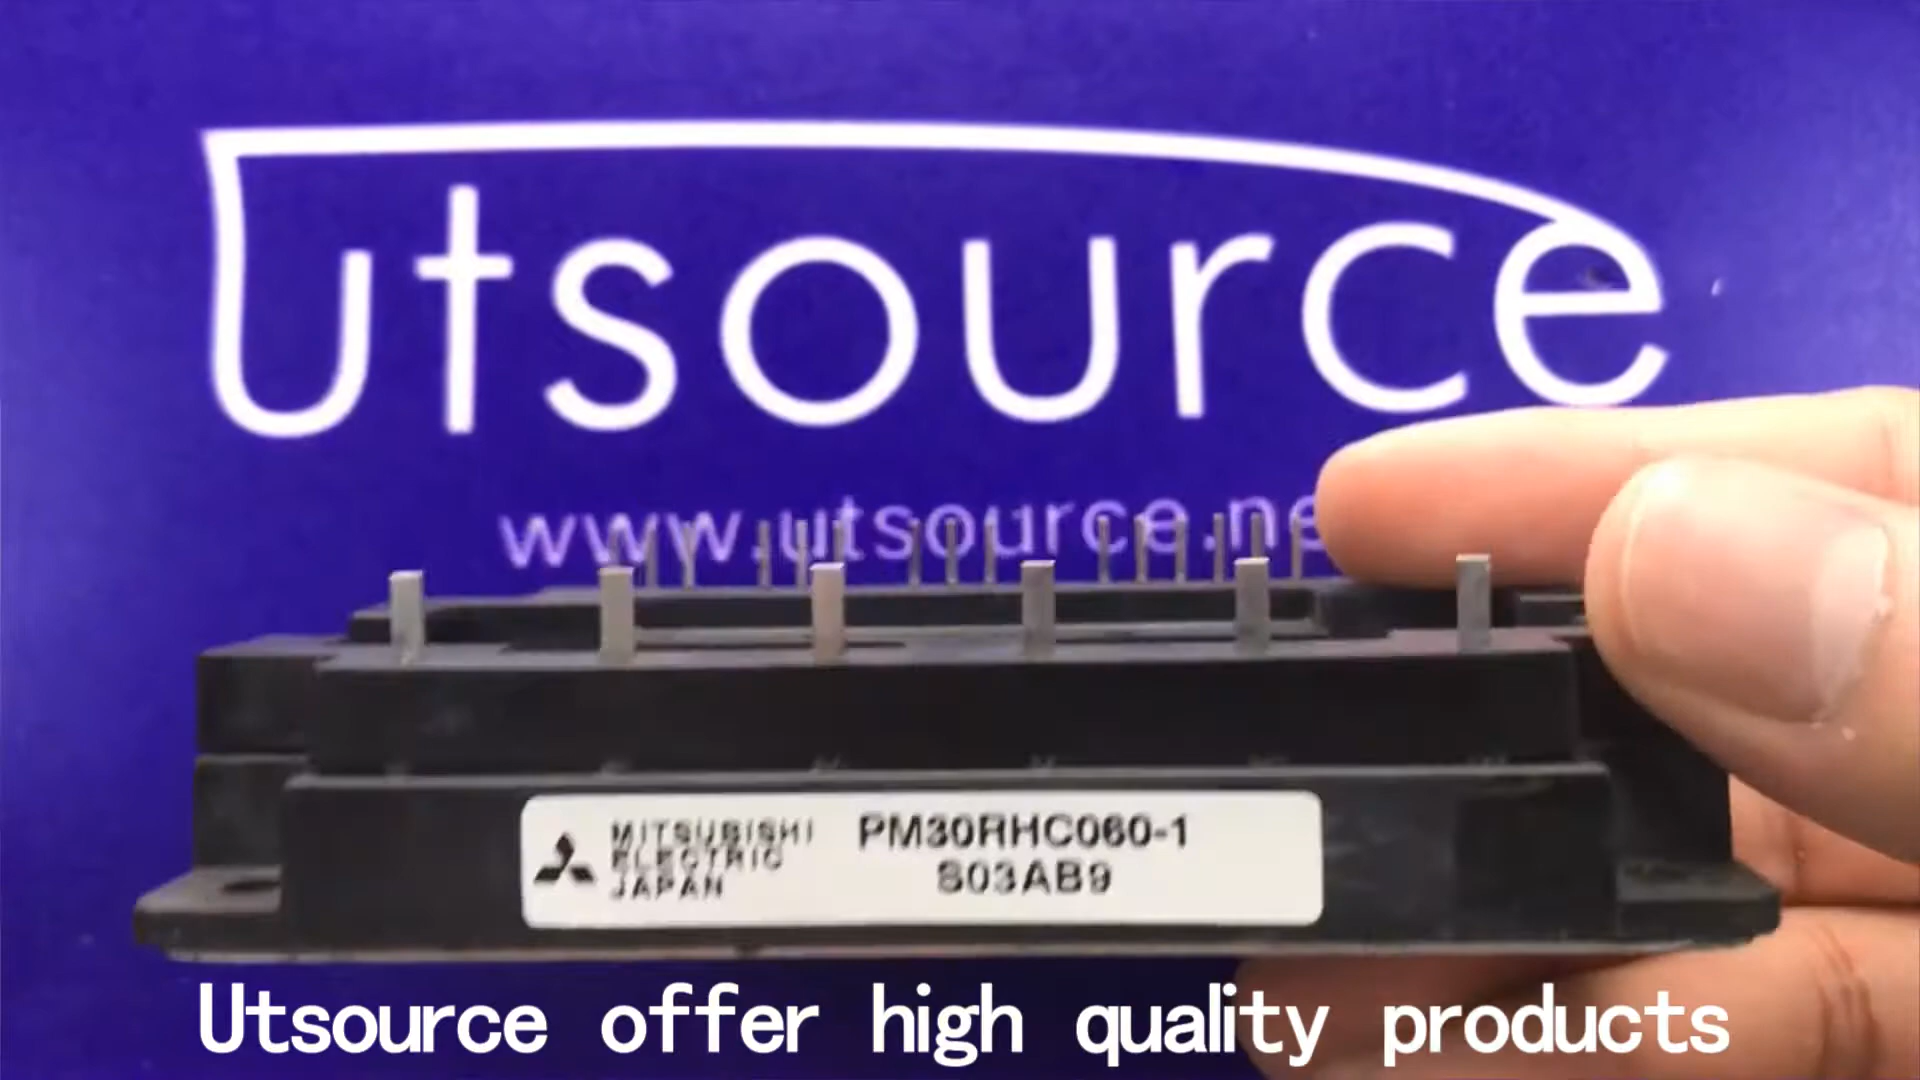 utsource
www.utsource.ne
MITSUBISHI
ELECTRIC
JAPAN
PM30RHC060-1
S03AB9
Utsource offer high quality products